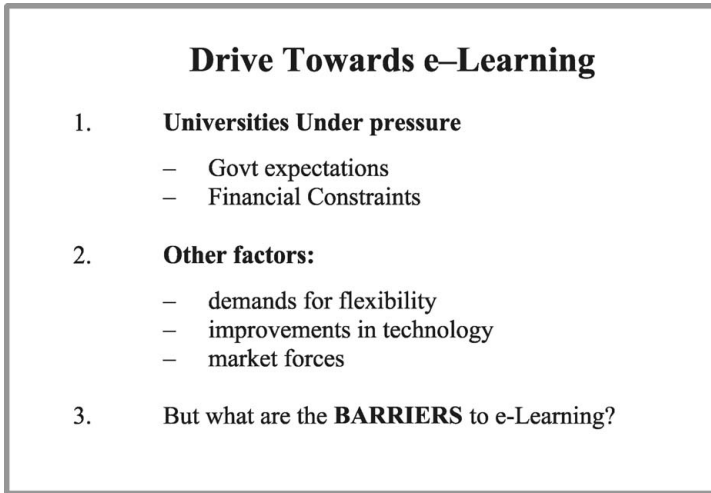 Drive Towards e–Learning
1. Universities Under pressure
– Govt expectations
– Financial Constraints
2. Other factors:
– demands for flexibility
– improvements in technology
– market forces
3. But what are the BARRIERS to e-Learning?